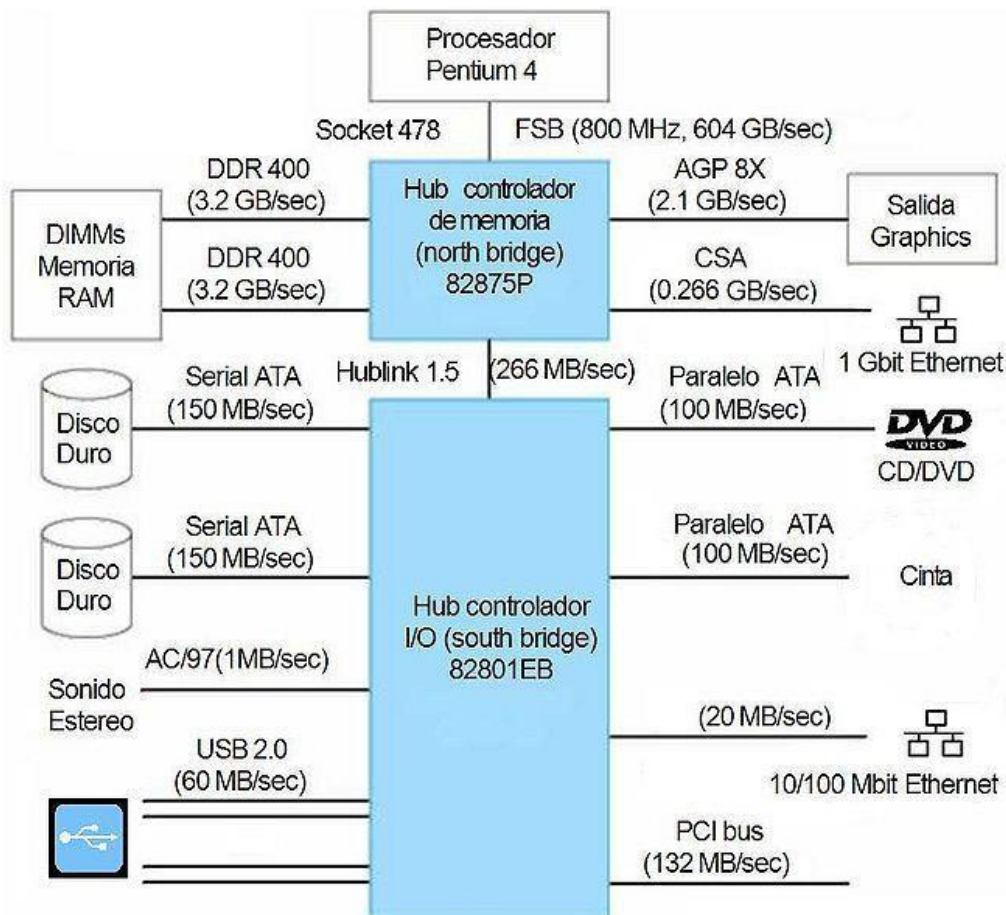 Procesador
Pentium 4
Socket 478
FSB (800 MHz, 604 GB/sec)
DDR 400
(3.2 GB/sec)
Hub controlador
de memoria
(north bridge)
82875P
AGP 8X
(2.1 GB/sec)
Salida
Graphics
DIMMs
Memoria
RAM
DDR 400
(3.2 GB/sec)
CSA
(0.266 GB/sec)
1 Gbit Ethernet
Hublink 1.5
(266 MB/sec)
Serial ATA
(150 MB/sec)
Disco
Duro
Paralelo ATA
(100 MB/sec)
DVD
VIDEO
CD/DVD
Serial ATA
(150 MB/sec)
Disco
Duro
Paralelo ATA
(100 MB/sec)
Cinta
Hub controlador
I/O (south bridge)
82801EB
AC/97(1MB/sec)
Sonido
Estereo
(20 MB/sec)
10/100 Mbit Ethernet
USB 2.0
(60 MB/sec)
PCI bus
(132 MB/sec)